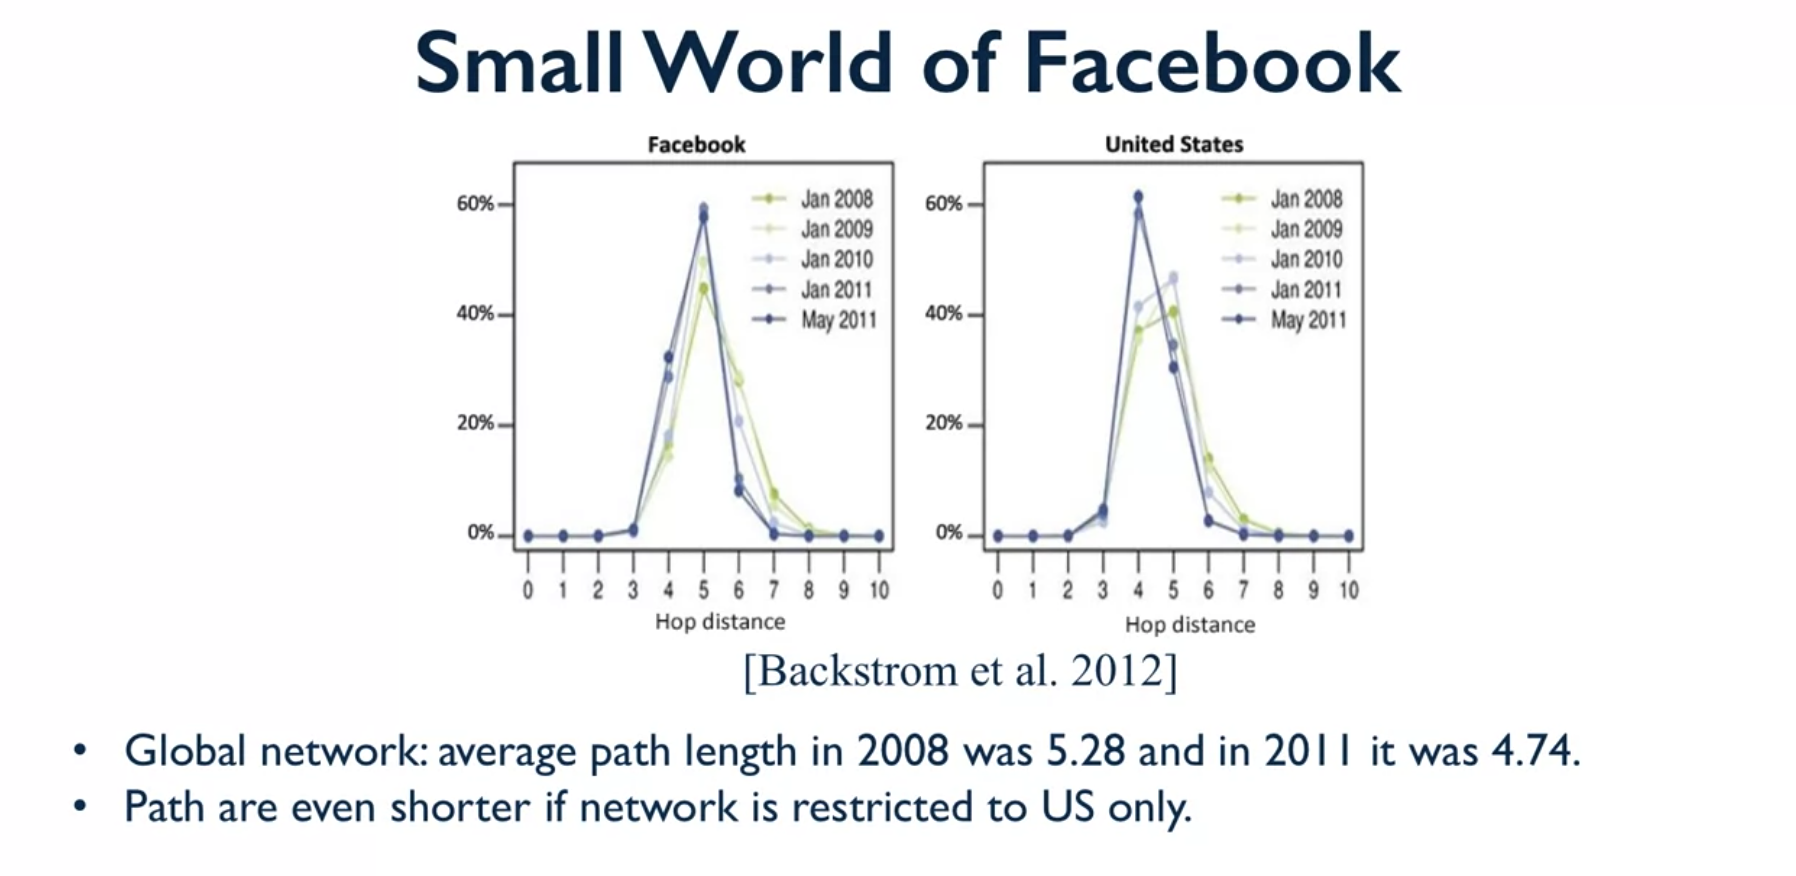 Small World of Facebook
Facebook
60%
40%
20%
0%
Jan 2008
Jan 2009
Jan 2010
Jan 2011
May 2011
0 1 2 3 4 5 6 7 8 9 10
Hop distance
United States
60%
40%
20%
0%
Jan 2008
Jan 2009
Jan 2010
Jan 2011
May 2011
0 1 2 3 4 5 6 7 8 9 10
Hop distance
[Backstrom et al. 2012]
• Global network: average path length in 2008 was 5.28 and in 2011 it was 4.74.
• Path are even shorter if network is restricted to US only.